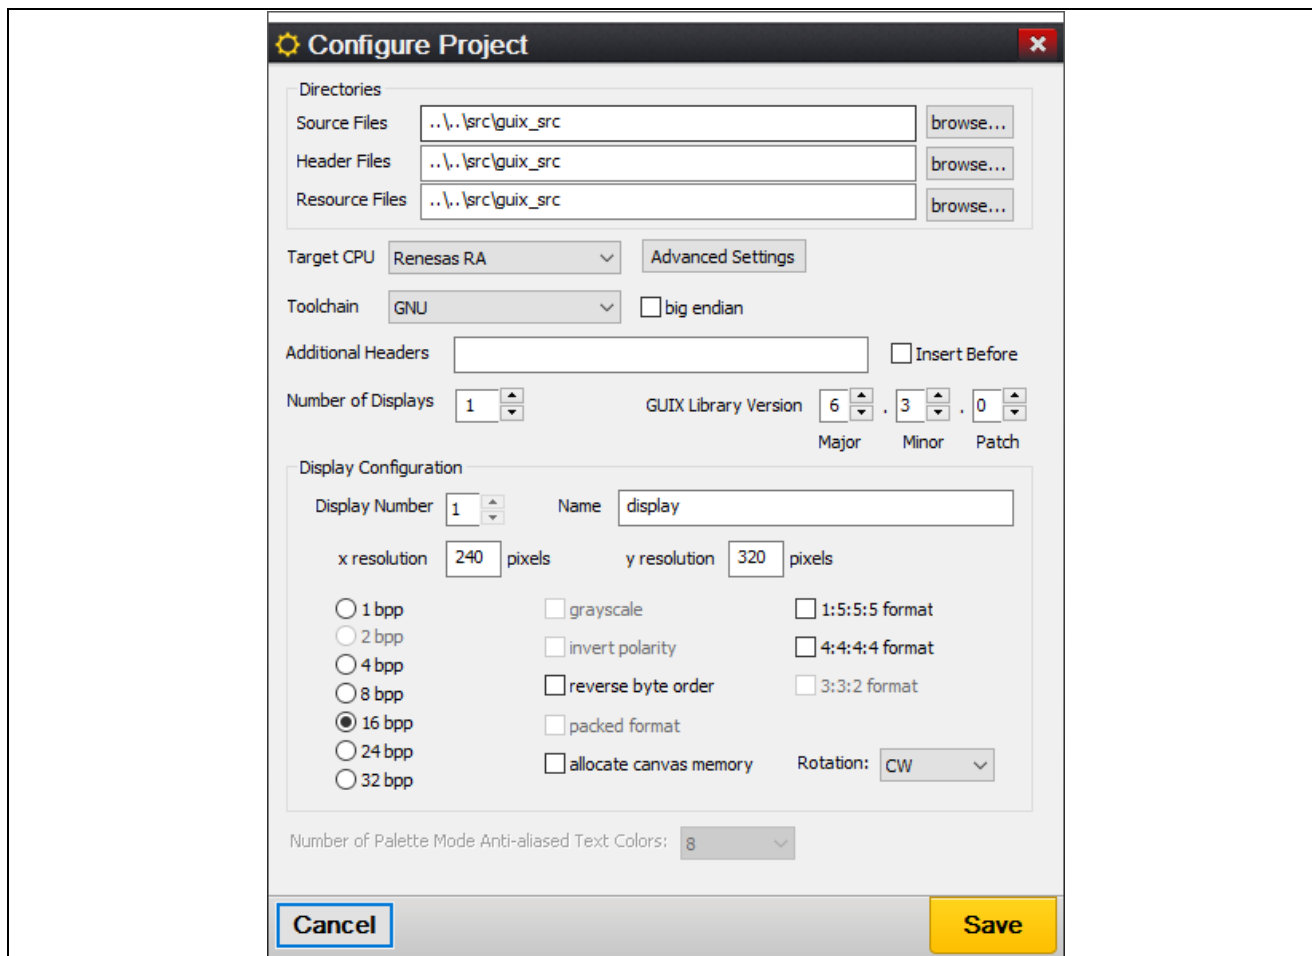 Configure Project
Directories
Source Files ..\..\src\guix_src browse...
Header Files ..\..\src\guix_src browse...
Resource Files ..\..\src\guix_src browse...
Target CPU Renesas RA Advanced Settings
Toolchain GNU big endian
Additional Headers Insert Before
Number of Displays 1 GUIX Library Version 6 . 3 . 0
Major Minor Patch
Display Configuration
Display Number 1 Name display
x resolution 240 pixels y resolution 320 pixels
1 bpp grayscale 1:5:5:5 format
2 bpp
invert polarity 4:4:4:4 format
4 bpp
8 bpp reverse byte order 3:3:2 format
16 bpp packed format
24 bpp
allocate canvas memory Rotation: CW
32 bpp
Number of Palette Mode Anti-aliased Text Colors: 8
Cancel Save